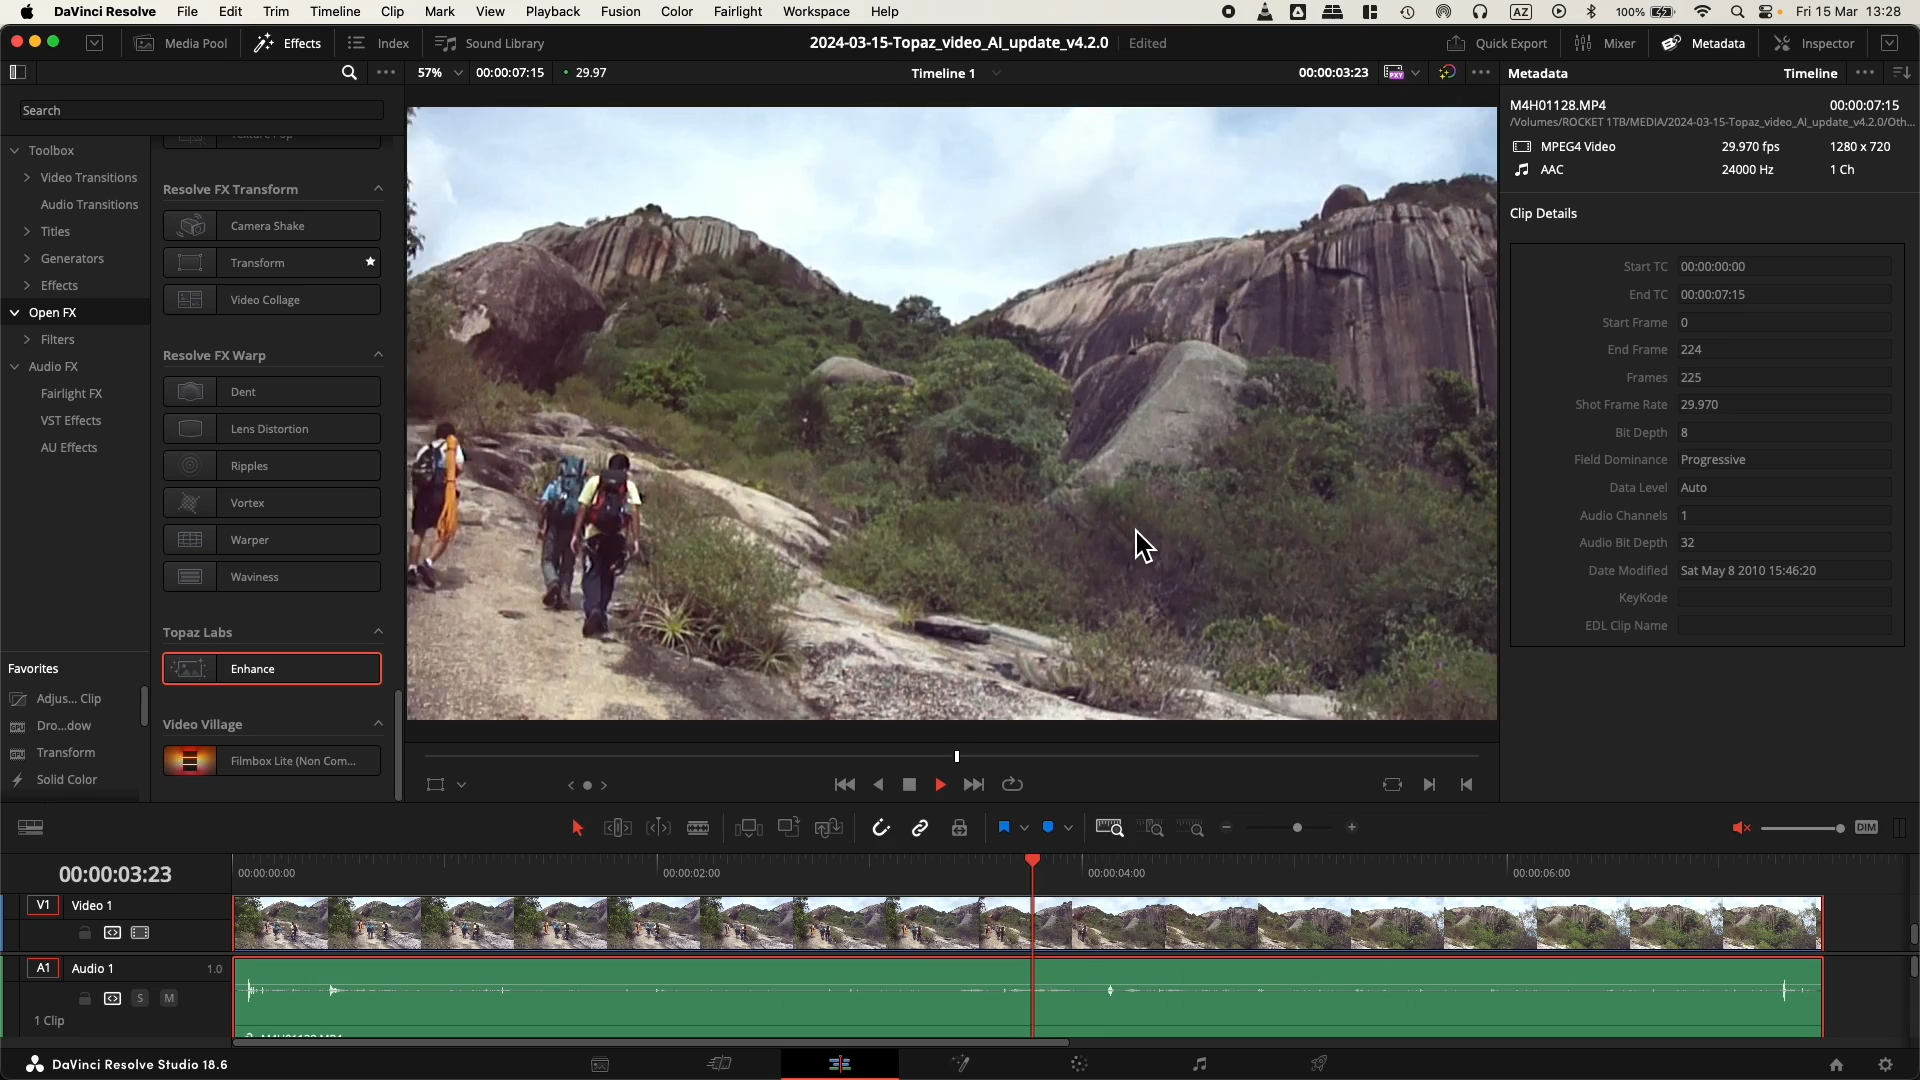 DaVinci Resolve File Edit Trim Timeline Clip Mark View Playback Fusion Color Fairlight Workspace Help AZ 100% Fri 15 Mar 13:28
Media Pool Effects Index Sound Library 2024-03-15-Topaz_video_AI_update_v4.2.0 Edited Quick Export Mixer Metadata Inspector
57% 00:00:07:15 29.97 Timeline 1 00:00:03:23 PXY Metadata Timeline
Search
M4H01128.MP4 00:00:07:15
/Volumes/ROCKET 1TB/MEDIA/2024-03-15-Topaz_video_AI_update_v4.2.0/Oth...
MPEG4 Video 29.970 fps 1280 x 720
AAC 24000 Hz 1 Ch
Clip Details
Start TC 00:00:00:00
End TC 00:00:07:15
Start Frame 0
End Frame 224
Frames 225
Shot Frame Rate 29.970
Bit Depth 8
Field Dominance Progressive
Data Level Auto
Audio Channels 1
Audio Bit Depth 32
Date Modified Sat May 8 2010 15:46:20
KeyKode
EDL Clip Name
Toolbox
Video Transitions
Audio Transitions
Titles
Generators
Effects
Open FX
Filters
Audio FX
Fairlight FX
VST Effects
AU Effects
Favorites
Adjus... Clip
Dro...dow
Transform
Solid Color
Resolve FX Transform
Camera Shake
Transform
Video Collage
Resolve FX Warp
Dent
Lens Distortion
Ripples
Vortex
Warper
Waviness
Topaz Labs
Enhance
Video Village
Filmbox Lite (Non Com...
DIM
00:00:03:23 00:00:00:00 00:00:02:00 00:00:04:00 00:00:06:00
V1 Video 1
A1 Audio 1 1.0
S M
1 Clip
DaVinci Resolve Studio 18.6